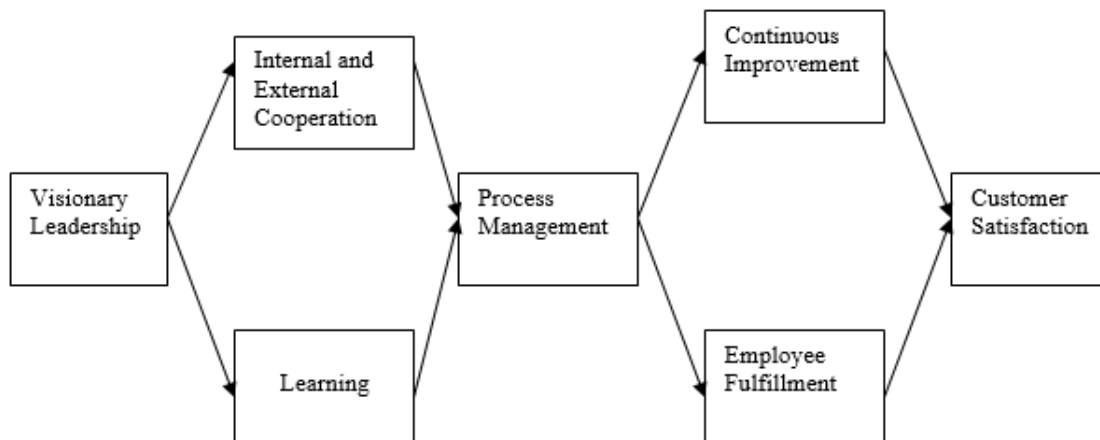 Visionary
Leadership
Internal and
External
Cooperation
Learning
Process
Management
Continuous
Improvement
Employee
Fulfillment
Customer
Satisfaction